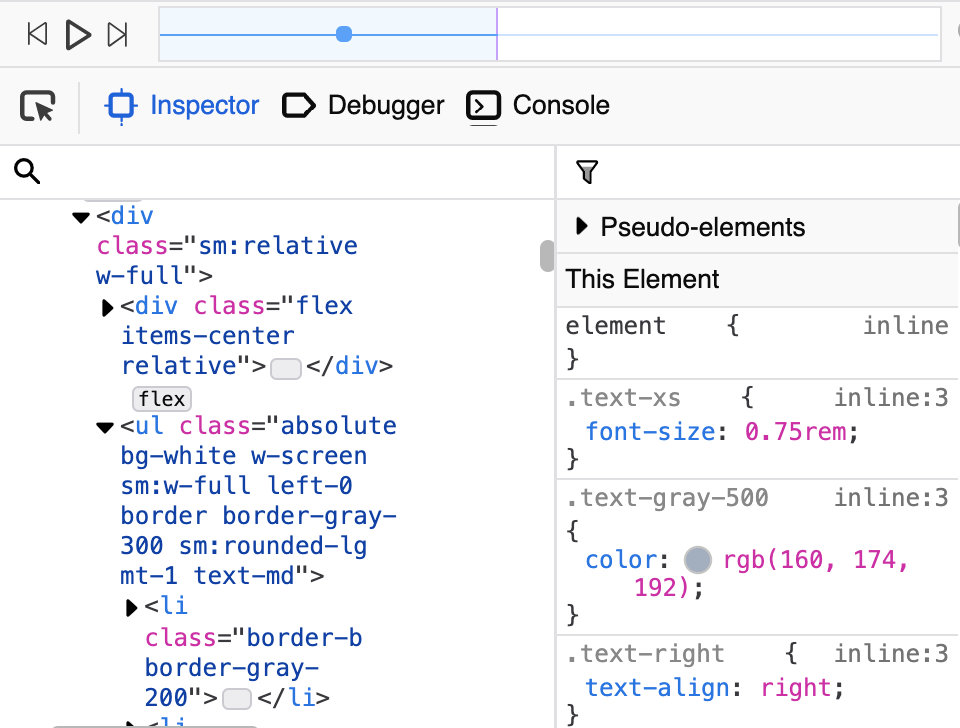 Inspector
Debugger
Console
<div
class="sm:relative
w-full">
<div class="flex
items-center
relative"></div>
flex
<ul class="absolute
bg-white w-screen
sm:w-full left-0
border border-gray-
300 sm:rounded-lg
mt-1 text-md">
<li
class="border-b
border-gray-
200"></li>
<li
Pseudo-elements
This Element
element { inline
}
.text-xs { inline:3
font-size: 0.75rem;
}
.text-gray-500 inline:3
{
color: rgb(160, 174,
192);
}
.text-right { inline:3
text-align: right;
}